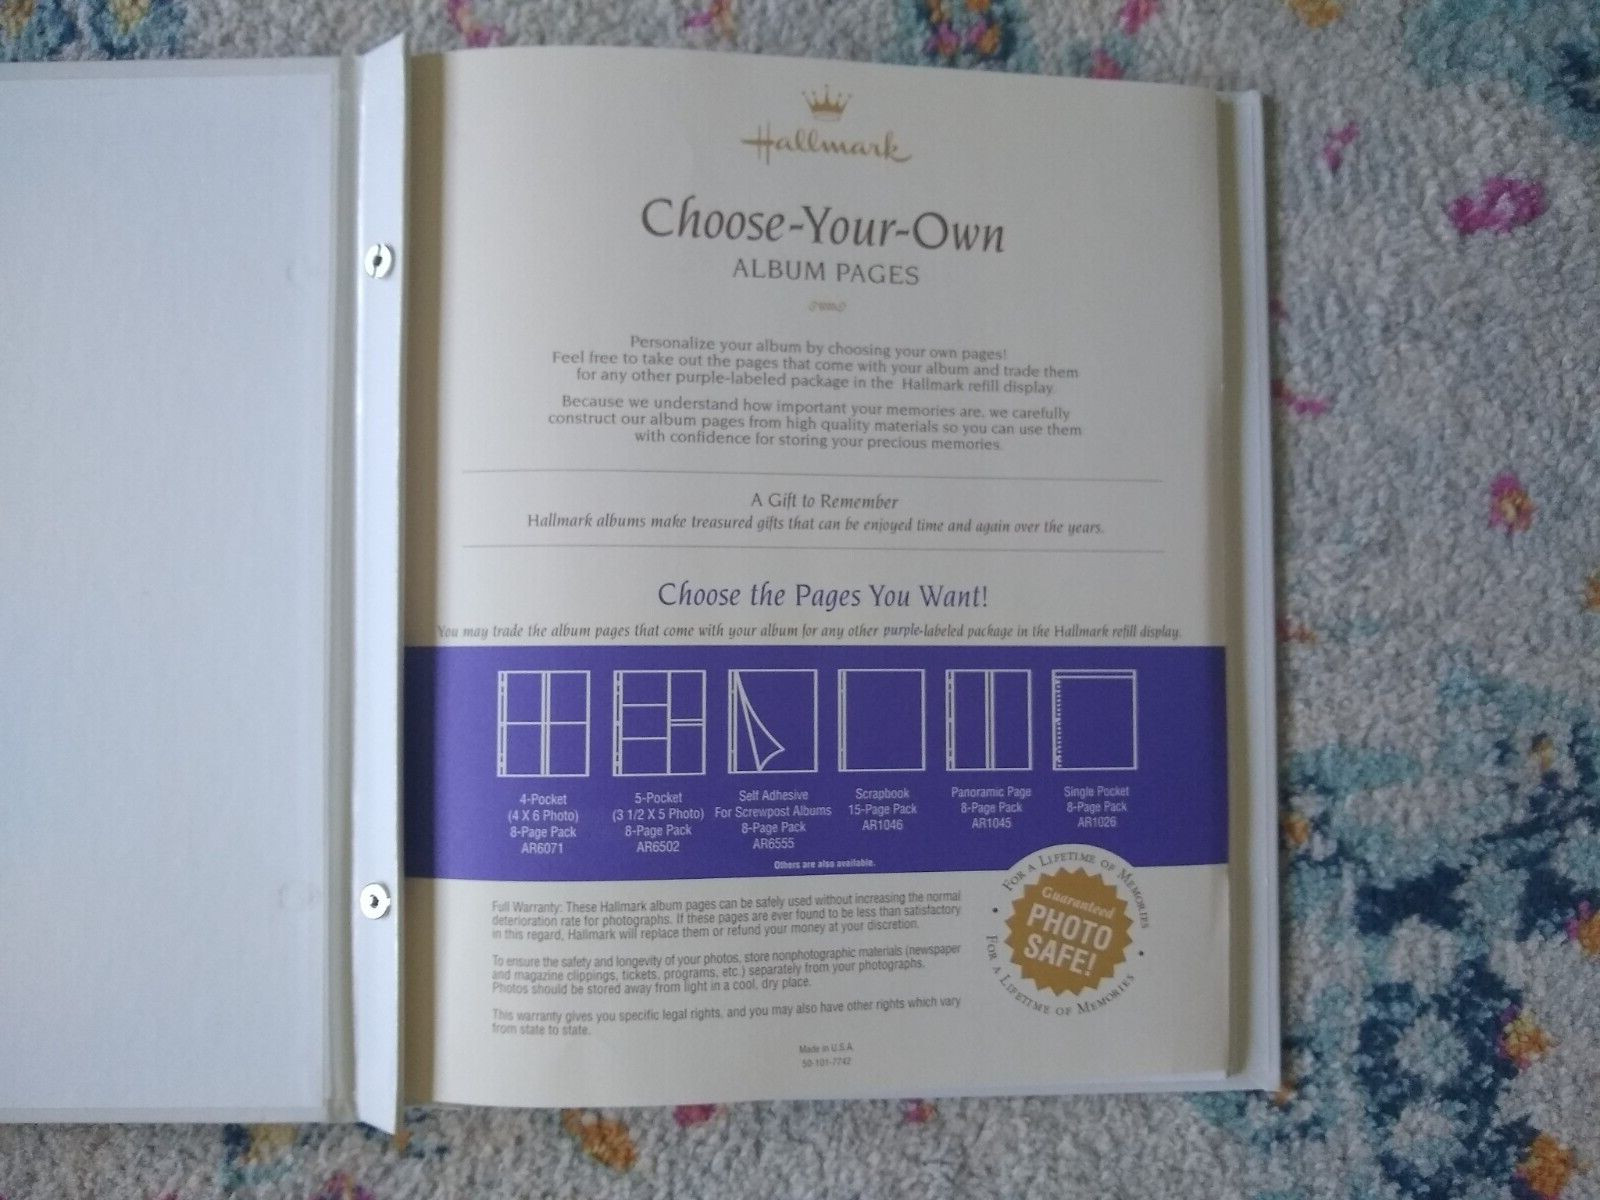 Hallmark
Choose-Your-Own
ALBUM PAGES
Personalize your album by choosing your own pages!
Feel free to take out the pages that come with your album and trade them
for any other purple-labeled package in the Hallmark refill display.
Because we understand how important your memories are, we carefully
construct our album pages from high quality materials so you can use them
with confidence for storing your precious memories.
A Gift to Remember
Hallmark albums make treasured gifts that can be enjoyed time and again over the years.
Choose the Pages You Want!
You may trade the album pages that come with your album for any other purple-labeled package in the Hallmark refill display.
4-Pocket
(4 X 6 Photo)
8-Page Pack
AR6071
5-Pocket
(3 1/2 X 5 Photo)
8-Page Pack
AR6502
Self Adhesive
For Screwpost Albums
8-Page Pack
AR6555
Scrapbook
15-Page Pack
AR1046
Panoramic Page
8-Page Pack
AR1045
Single Pocket
8-Page Pack
AR1026
Others are also available.
Full Warranty: These Hallmark album pages can be safely used without increasing the normal
deterioration rate for photographs. If these pages are ever found to be less than satisfactory
in this regard, Hallmark will replace them or refund your money at your discretion.
To ensure the safety and longevity of your photos, store nonphotographic materials (newspaper
and magazine clippings, tickets, programs, etc.) separately from your photographs.
Photos should be stored away from light in a cool, dry place.
This warranty gives you specific legal rights, and you may also have other rights which vary
from state to state.
FOR A LIFETIME OF MEMORIES
Guaranteed
PHOTO
SAFE!
FOR A LIFETIME OF MEMORIES
Made in U.S.A.
50-101-7742